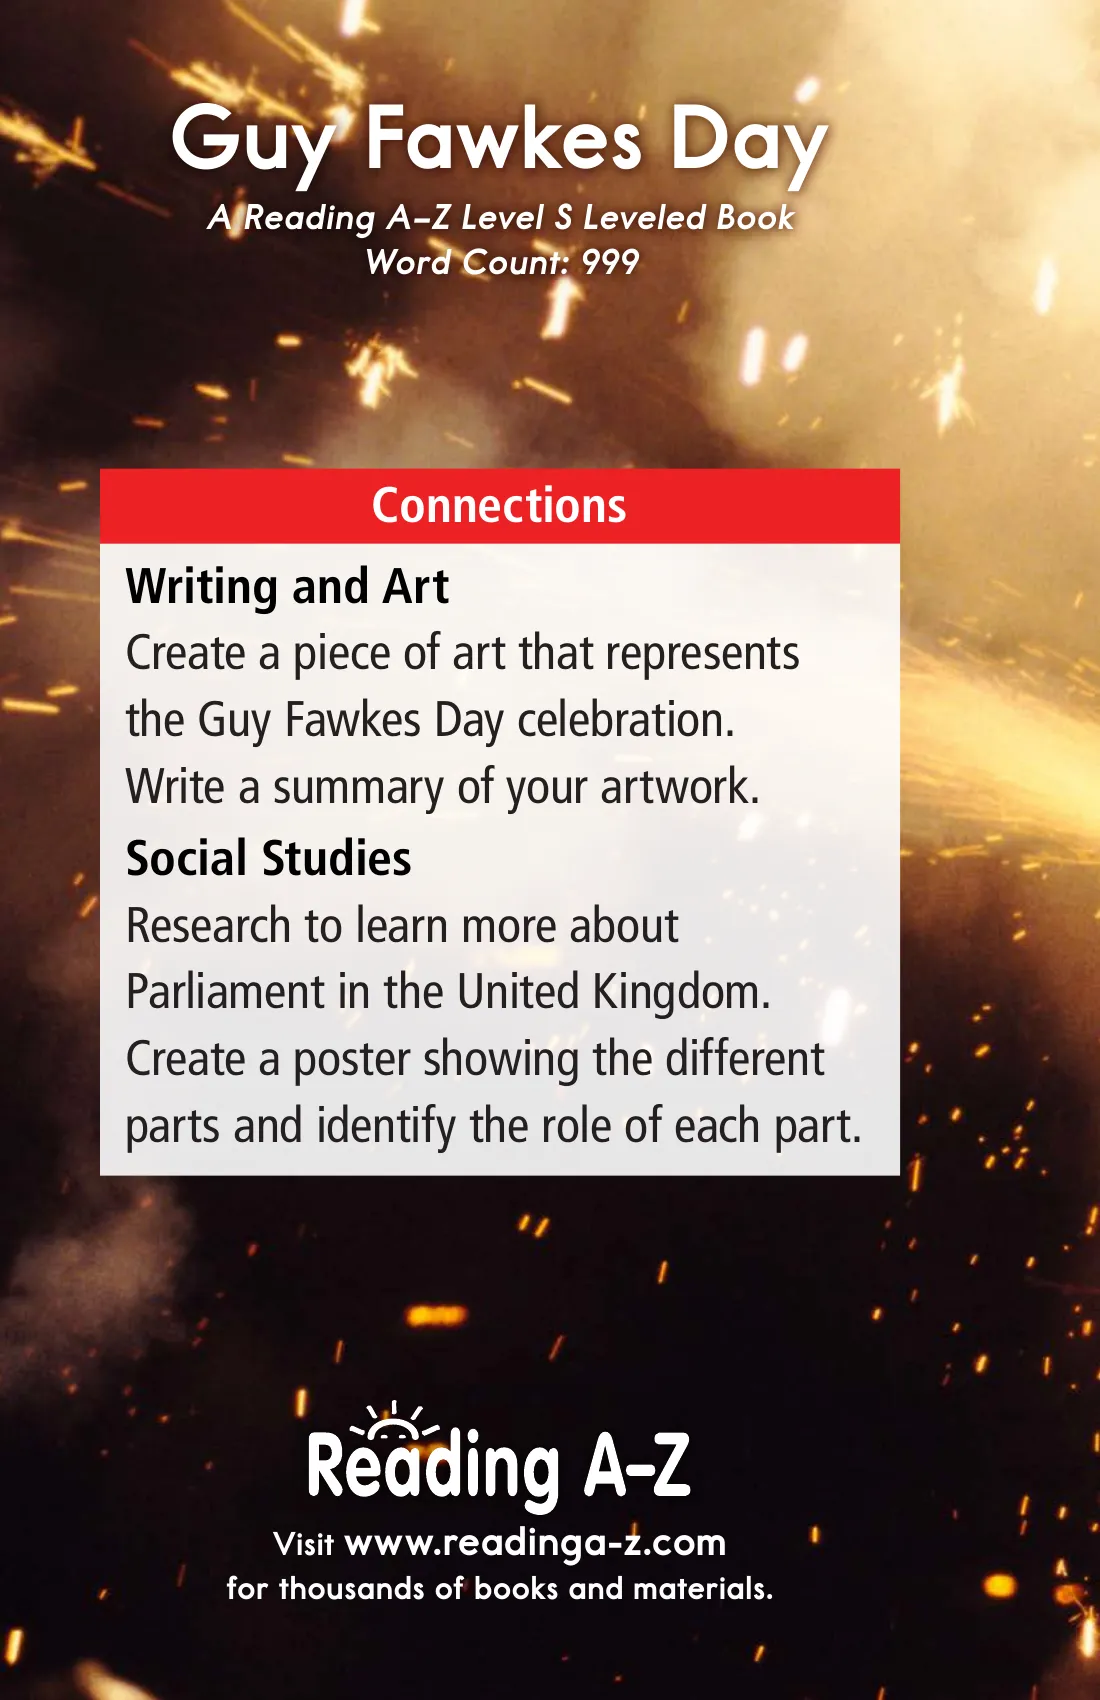 Guy Fawkes Day
A Reading A–Z Level S Leveled Book
Word Count: 999
Connections
Writing and Art
Create a piece of art that represents
the Guy Fawkes Day celebration.
Write a summary of your artwork.
Social Studies
Research to learn more about
Parliament in the United Kingdom.
Create a poster showing the different
parts and identify the role of each part.
Reading A–Z
Visit www.readinga-z.com
for thousands of books and materials.